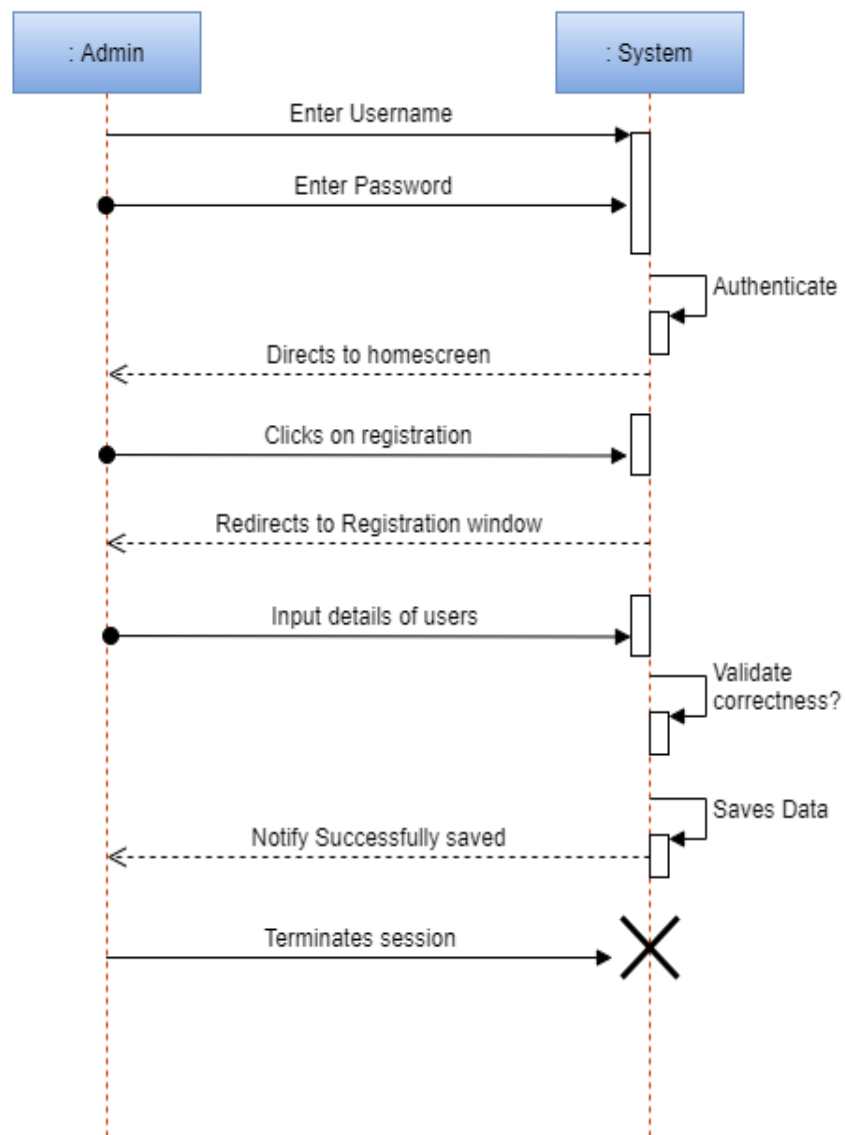 : Admin
: System
Enter Username
Enter Password
Authenticate
Directs to homescreen
Clicks on registration
Redirects to Registration window
Input details of users
Validate
correctness?
Saves Data
Notify Successfully saved
Terminates session